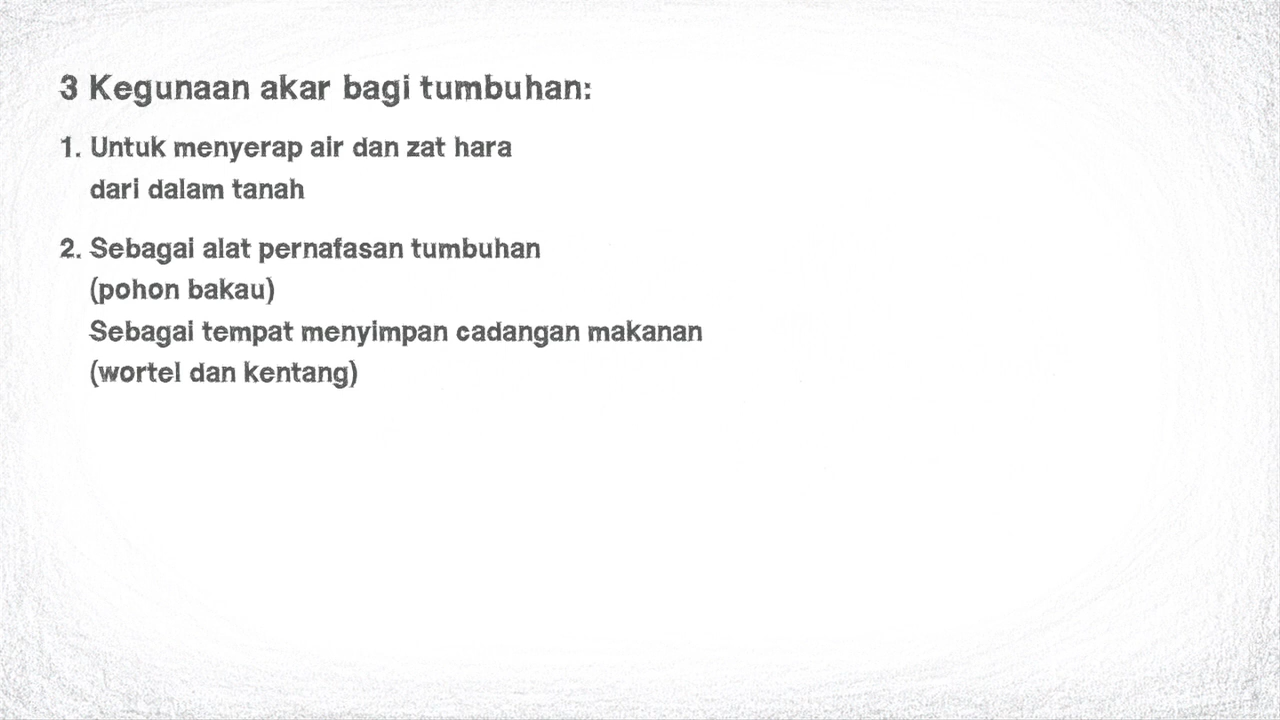 3 Kegunaan akar bagi tumbuhan:
1. Untuk menyerap air dan zat hara
dari dalam tanah
2. Sebagai alat pernafasan tumbuhan
(pohon bakau)
Sebagai tempat menyimpan cadangan makanan
(wortel dan kentang)